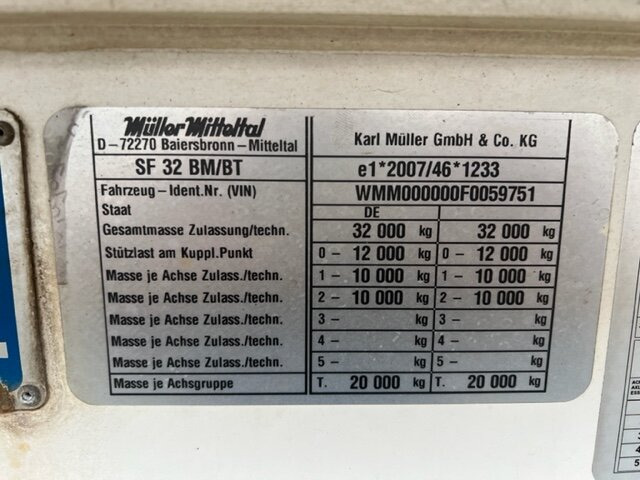 Müller Mitteltal
D-72270 Baiersbronn - Mitteltal Karl Müller GmbH & Co. KG
SF 32 BM/BT e1*2007/46*1233
Fahrzeug - Ident.Nr. (VIN) WMM000000F0059751
Staat DE
Gesamtmasse Zulassung/techn. 32 000 kg 32 000 kg
Stützlast am Kuppl.Punkt 0- 12 000 kg 0- 12 000 kg
Masse je Achse Zulass./techn. 1- 10 000 kg 1- 10 000 kg
Masse je Achse Zulass./techn. 2- 10 000 kg 2- 10 000 kg
Masse je Achse Zulass./techn. 3- kg 3- kg
Masse je Achse Zulass./techn. 4- kg 4- kg
Masse je Achse Zulass./techn. 5- kg 5- kg
Masse je Achsgruppe T. 20 000 kg T. 20 000 kg